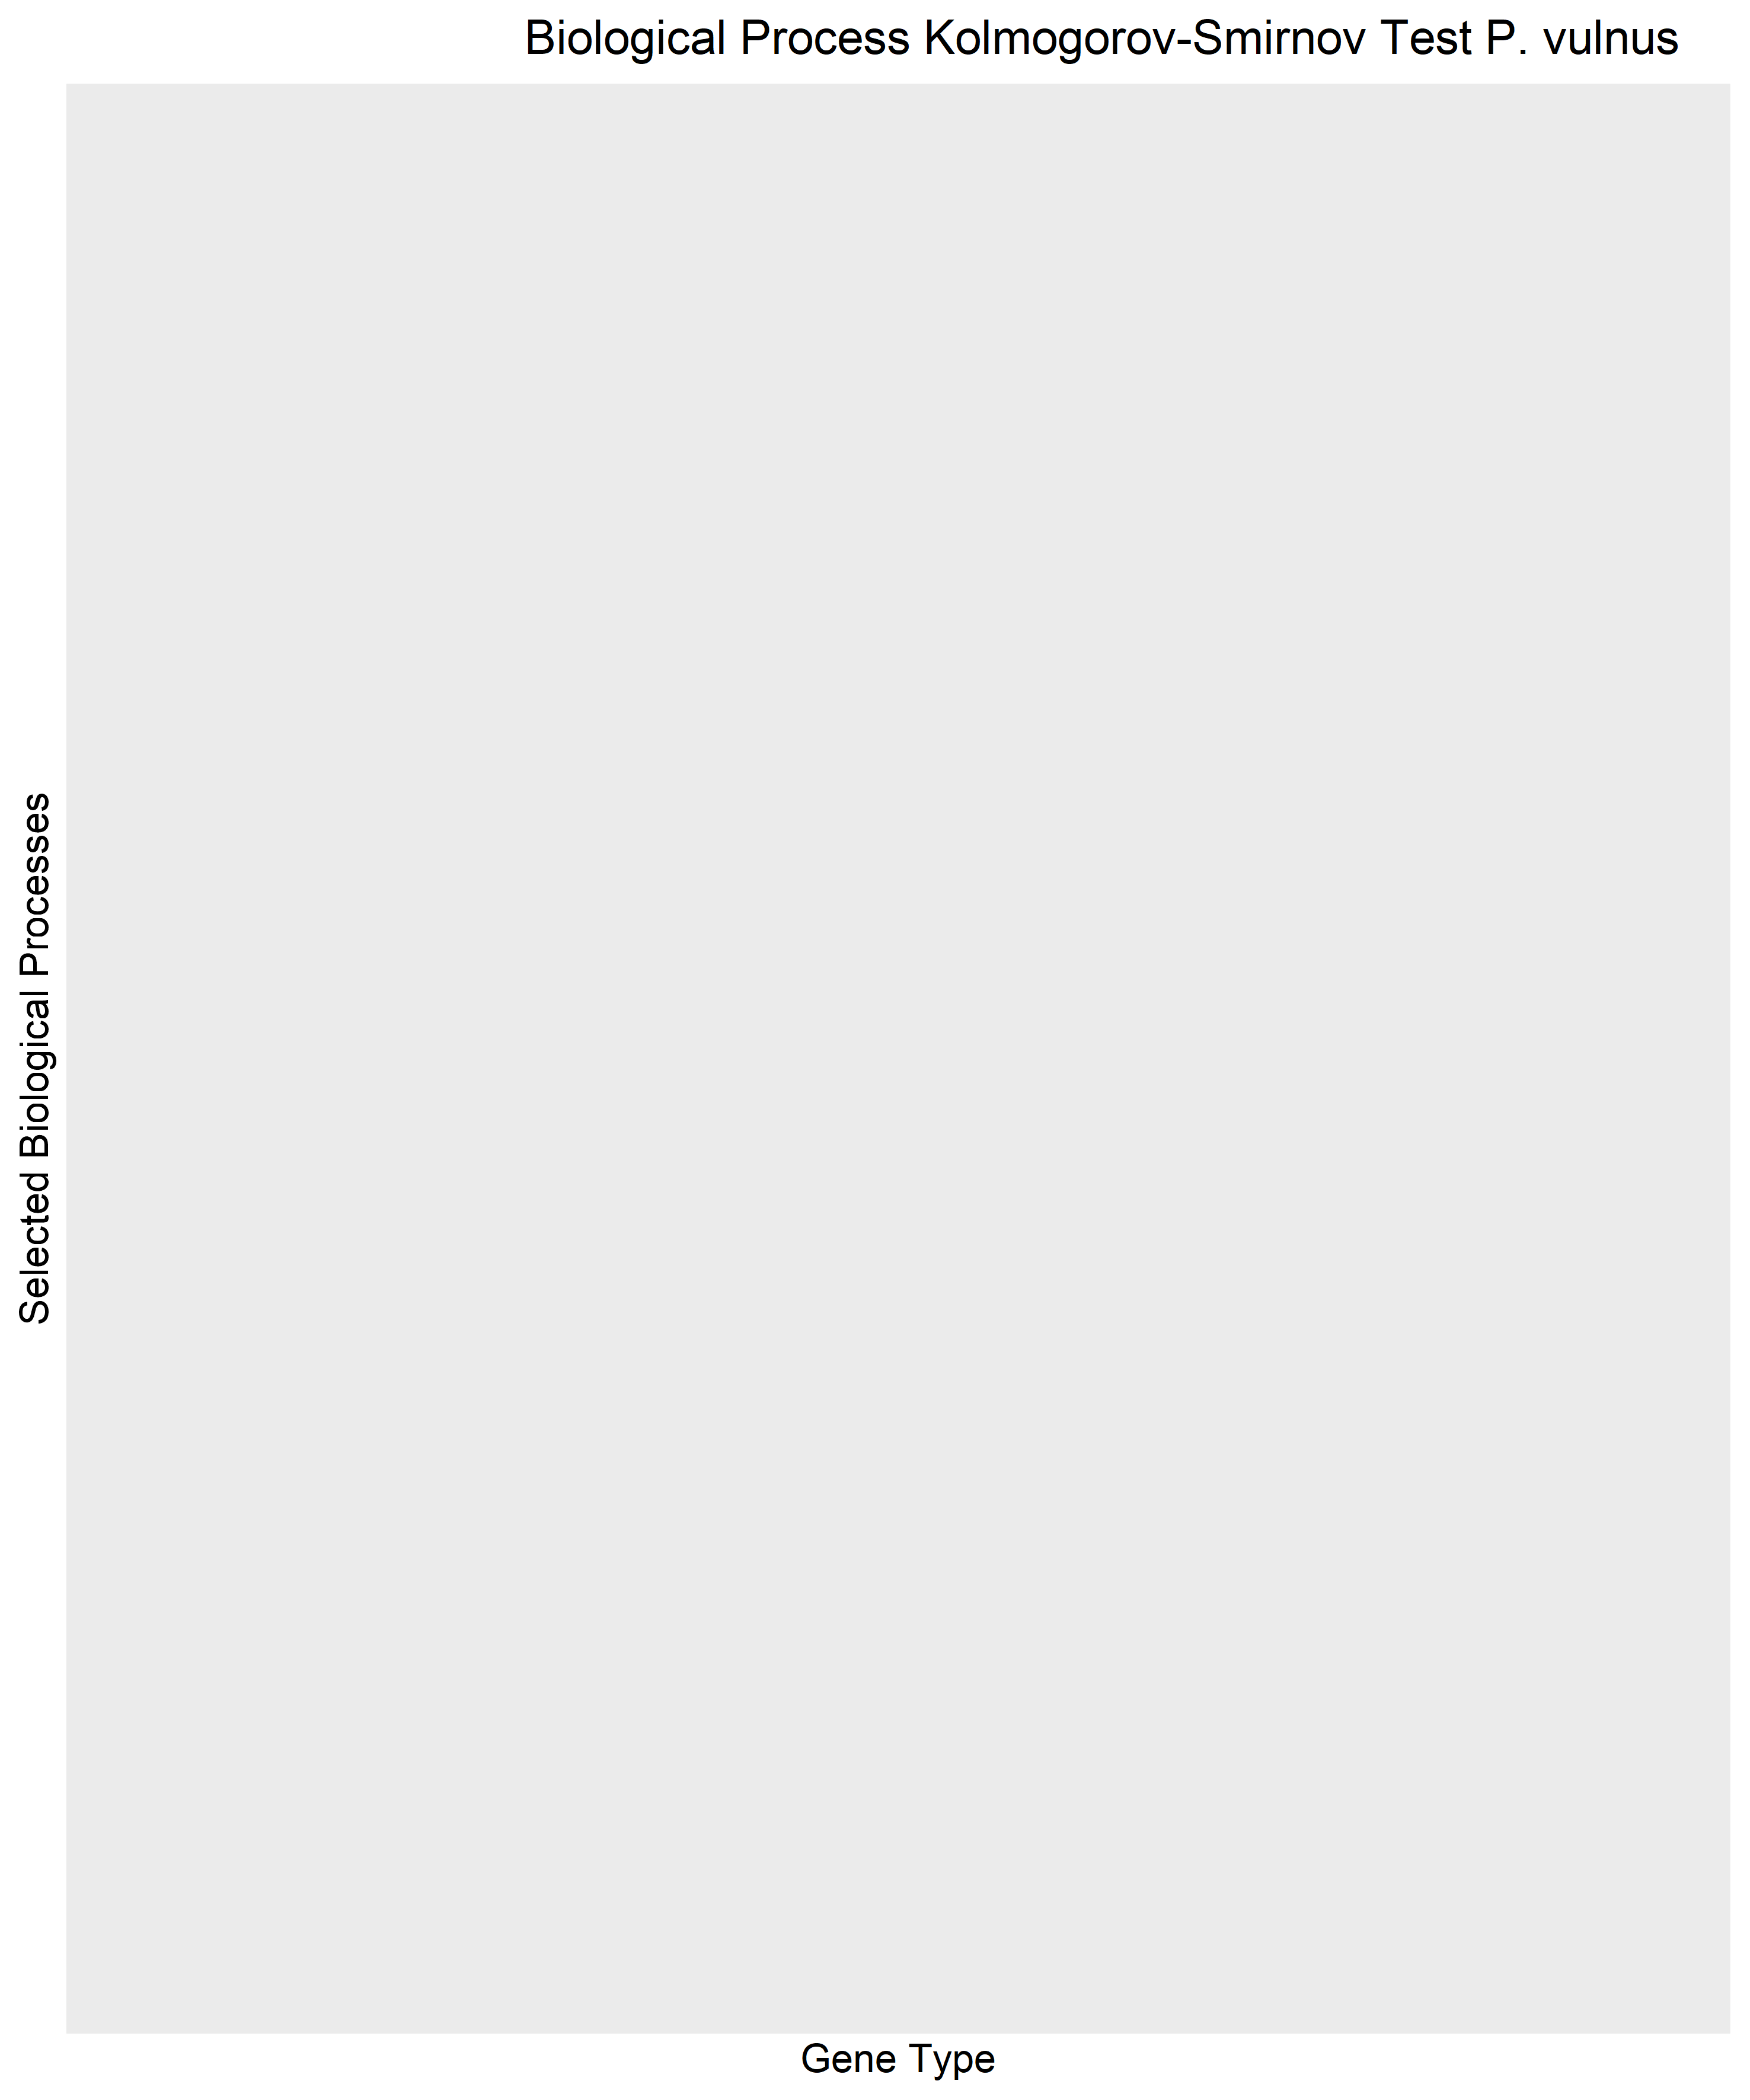 Biological Process Kolmogorov-Smirnov Test P. vulnus
Selected Biological Processes
Gene Type